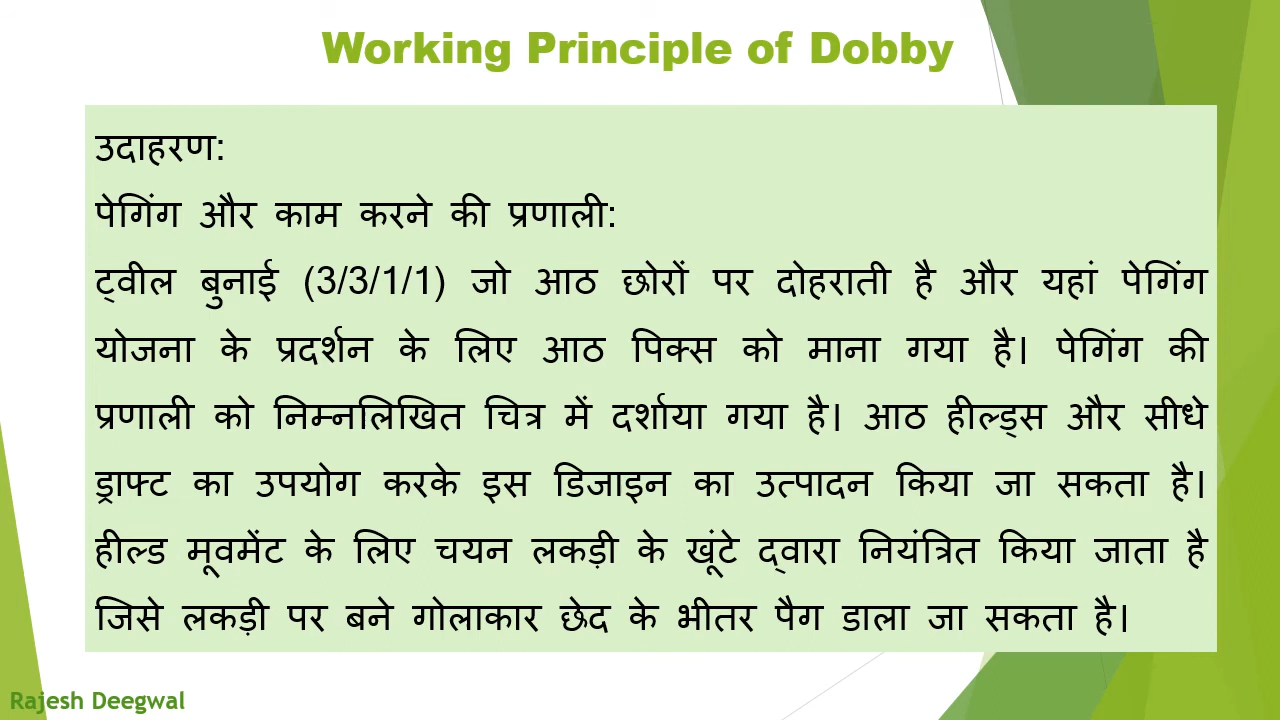 Working Principle of Dobby
उदाहरण:
पेगिंग और काम करने की प्रणाली:
ट्वील बुनाई (3/3/1/1) जो आठ छोरों पर दोहराती है और यहां पेगिंग
योजना के प्रदर्शन के लिए आठ पिक्स को माना गया है। पेगिंग की
प्रणाली को निम्नलिखित चित्र में दर्शाया गया है। आठ हील्ड्स और सीधे
ड्राफ्ट का उपयोग करके इस डिजाइन का उत्पादन किया जा सकता है।
हील्ड मूवमेंट के लिए चयन लकड़ी के खूंटे द्वारा नियंत्रित किया जाता है
जिसे लकड़ी पर बने गोलाकार छेद के भीतर पैग डाला जा सकता है।
Rajesh Deegwal